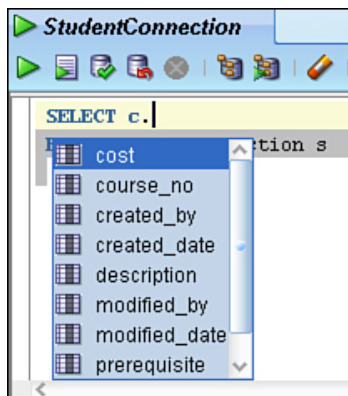 StudentConnection
SELECT c.
ction s
cost
course_no
created_by
created_date
description
modified_by
modified_date
prerequisite